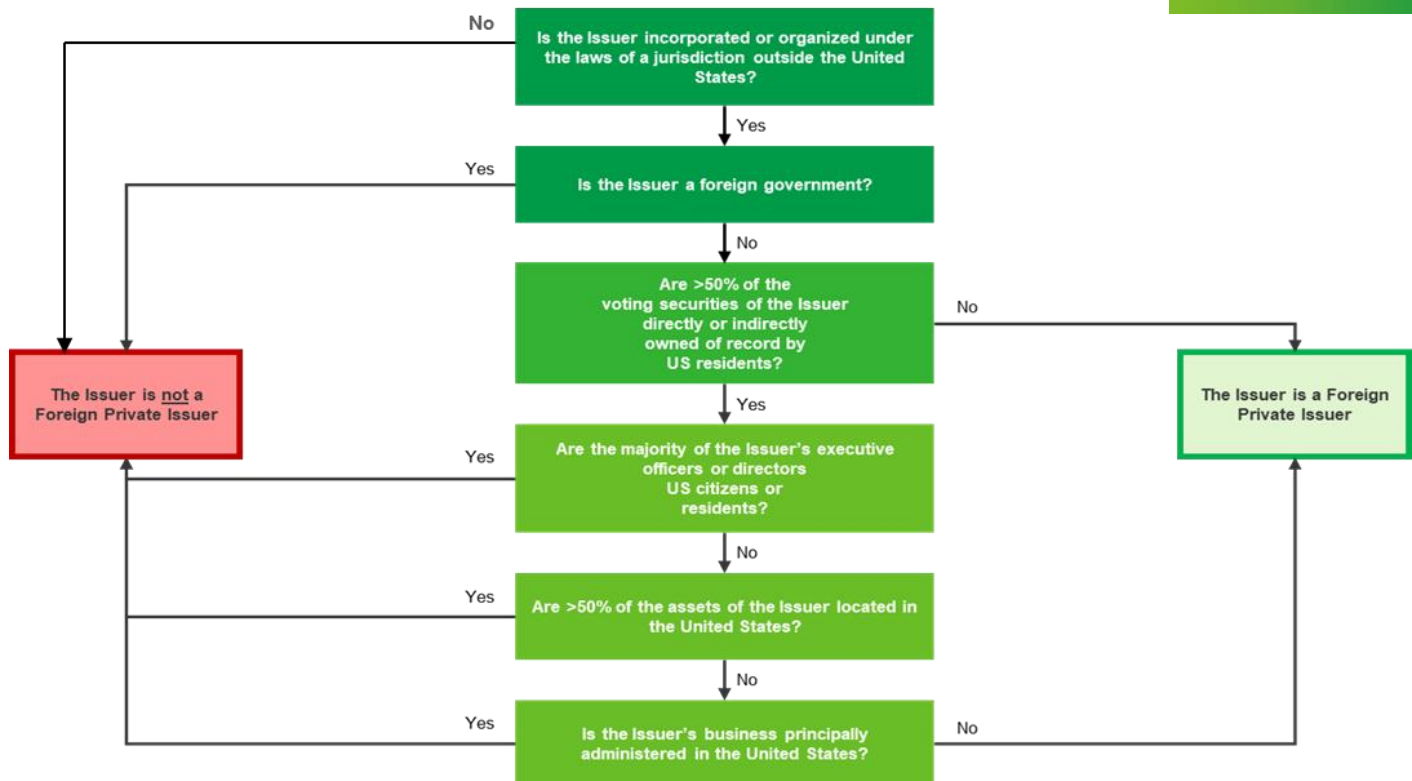 No
Is the Issuer incorporated or organized under
the laws of a jurisdiction outside the United
States?
Yes
Yes
Is the Issuer a foreign government?
No
Are >50% of the
voting securities of the Issuer
directly or indirectly
owned of record by
US residents?
No
The Issuer is not a
Foreign Private Issuer
The Issuer is a Foreign
Private Issuer
Yes
Yes
Are the majority of the Issuer's executive
officers or directors
US citizens or
residents?
No
Yes
Are >50% of the assets of the Issuer located in
the United States?
No
Yes
Is the Issuer's business principally
administered in the United States?
No